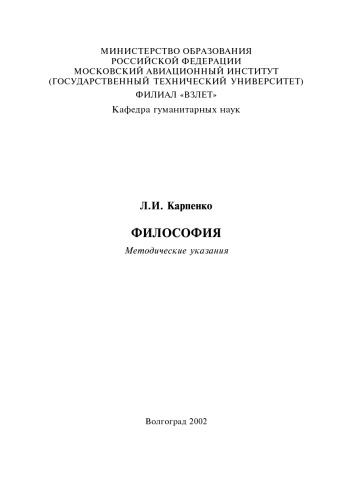 МИНИСТЕРСТВО ОБРАЗОВАНИЯ
РОССИЙСКОЙ ФЕДЕРАЦИИ
МОСКОВСКИЙ АВИАЦИОННЫЙ ИНСТИТУТ
(ГОСУДАРСТВЕННЫЙ ТЕХНИЧЕСКИЙ УНИВЕРСИТЕТ)
ФИЛИАЛ «ВЗЛЕТ»
Кафедра гуманитарных наук
Л.И. Карпенко
ФИЛОСОФИЯ
Методические указания
Волгоград 2002